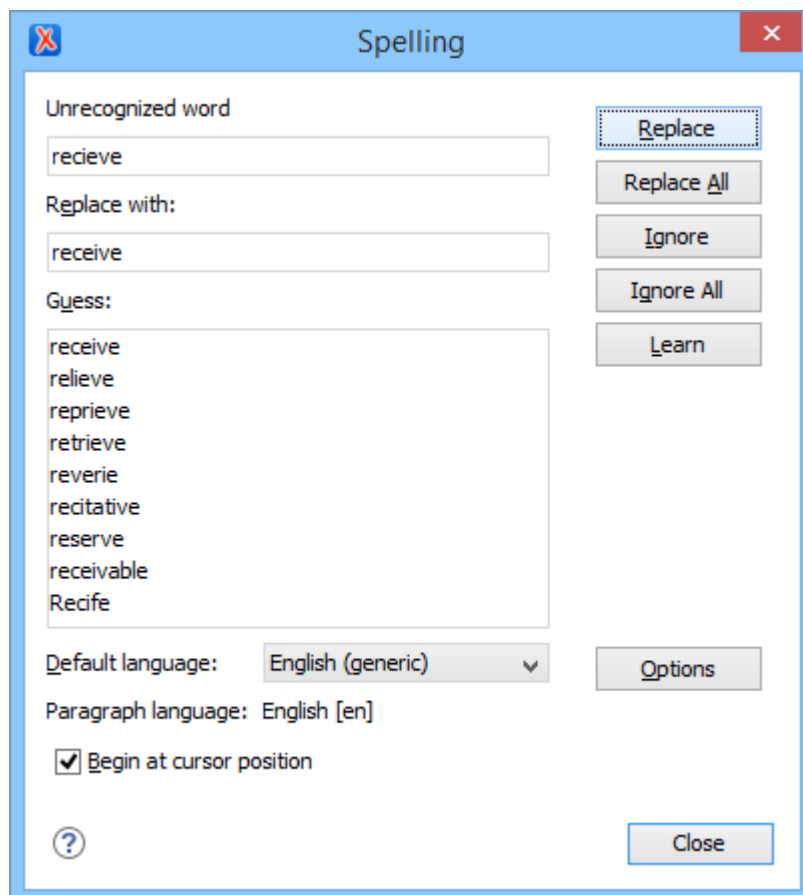 Spelling
Unrecognized word
recieve
Replace with:
receive
Guess:
receive
relieve
reprieve
retrieve
reverie
recitative
reserve
receivable
Recife
Replace
Replace All
Ignore
Ignore All
Learn
Default language: English (generic)
Options
Paragraph language: English [en]
Begin at cursor position
?
Close